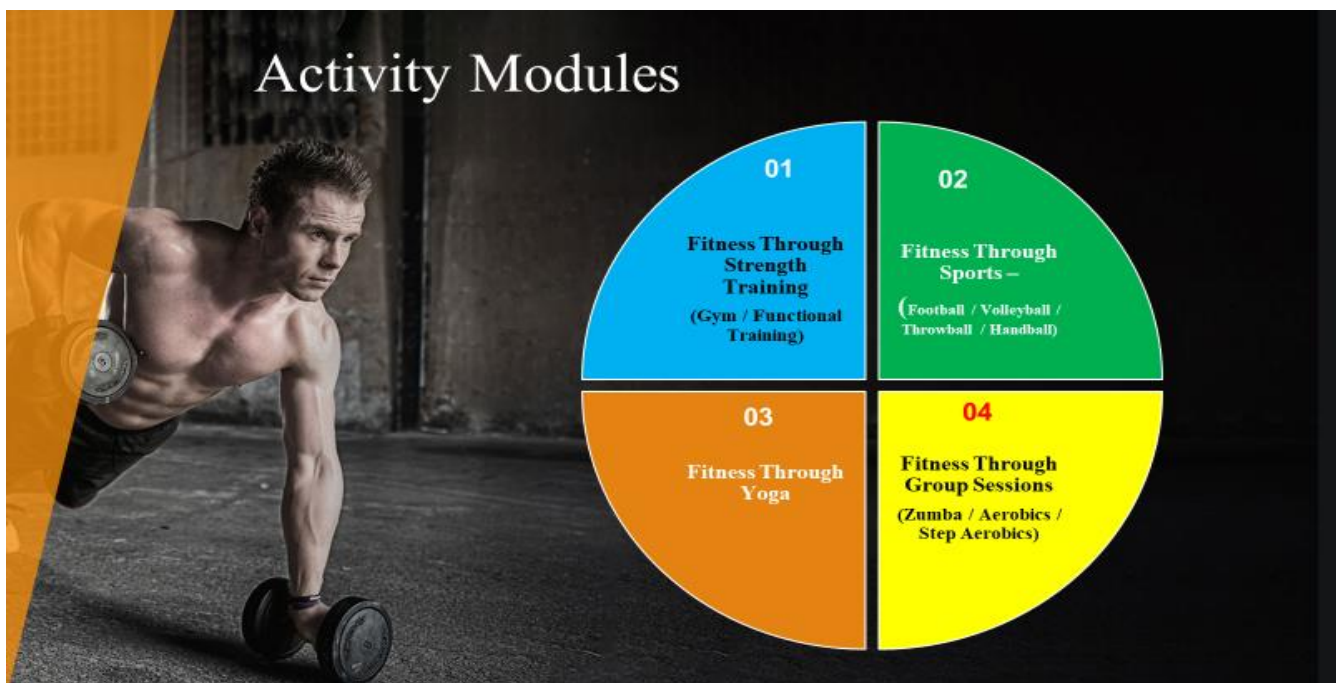 Activity Modules
01
Fitness Through
Strength
Training
(Gym / Functional
Training)
02
Fitness Through
Sports –
(Football / Volleyball /
Throwball / Handball)
03
Fitness Through
Yoga
04
Fitness Through
Group Sessions
(Zumba / Aerobics /
Step Aerobics)